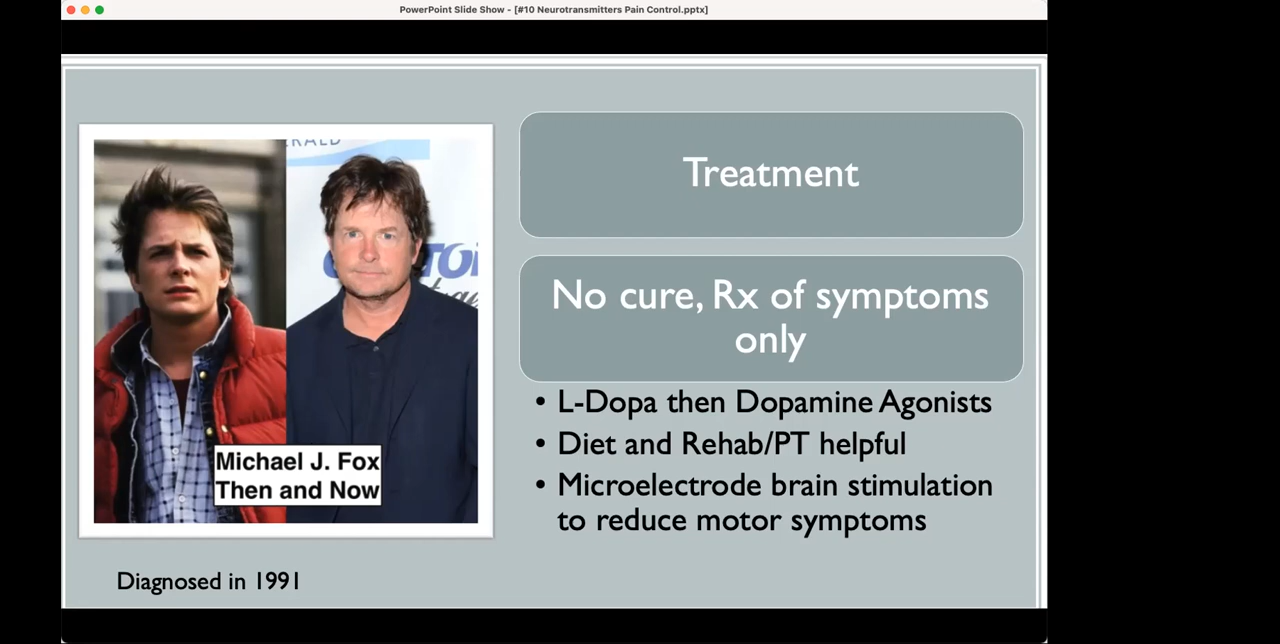 PowerPoint Slide Show - [#10 Neurotransmitters Pain Control.pptx]
ERALD
Michael J. Fox
Then and Now
Diagnosed in 1991
Treatment
No cure, Rx of symptoms
only
• L-Dopa then Dopamine Agonists
• Diet and Rehab/PT helpful
• Microelectrode brain stimulation
to reduce motor symptoms